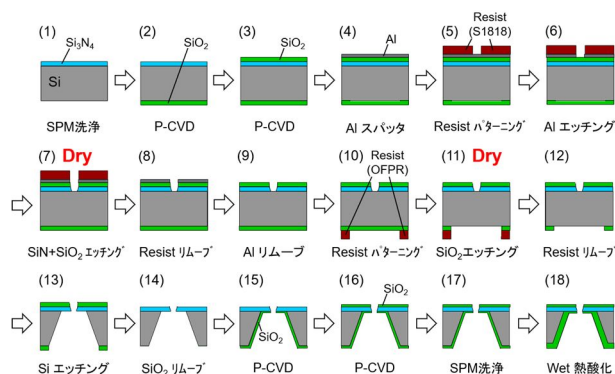 (1)
Si3N4
Si
SPM洗浄
(2)
SiO2
P-CVD
(3)
SiO2
P-CVD
(4)
Al
Al スパッタ
(5)
Resist
(S1818)
Resist パターニング
(6)
Al エッチング
(7)
Dry
SiN+SiO2 エッチング
(8)
Resist リムーブ
(9)
Al リムーブ
(10)
Resist
(OFPR)
Resist パターニング
(11)
Dry
SiO2エッチング
(12)
Resist リムーブ
(13)
Si エッチング
(14)
SiO2 リムーブ
(15)
SiO2
P-CVD
(16)
SiO2
P-CVD
(17)
SPM洗浄
(18)
Wet 熱酸化